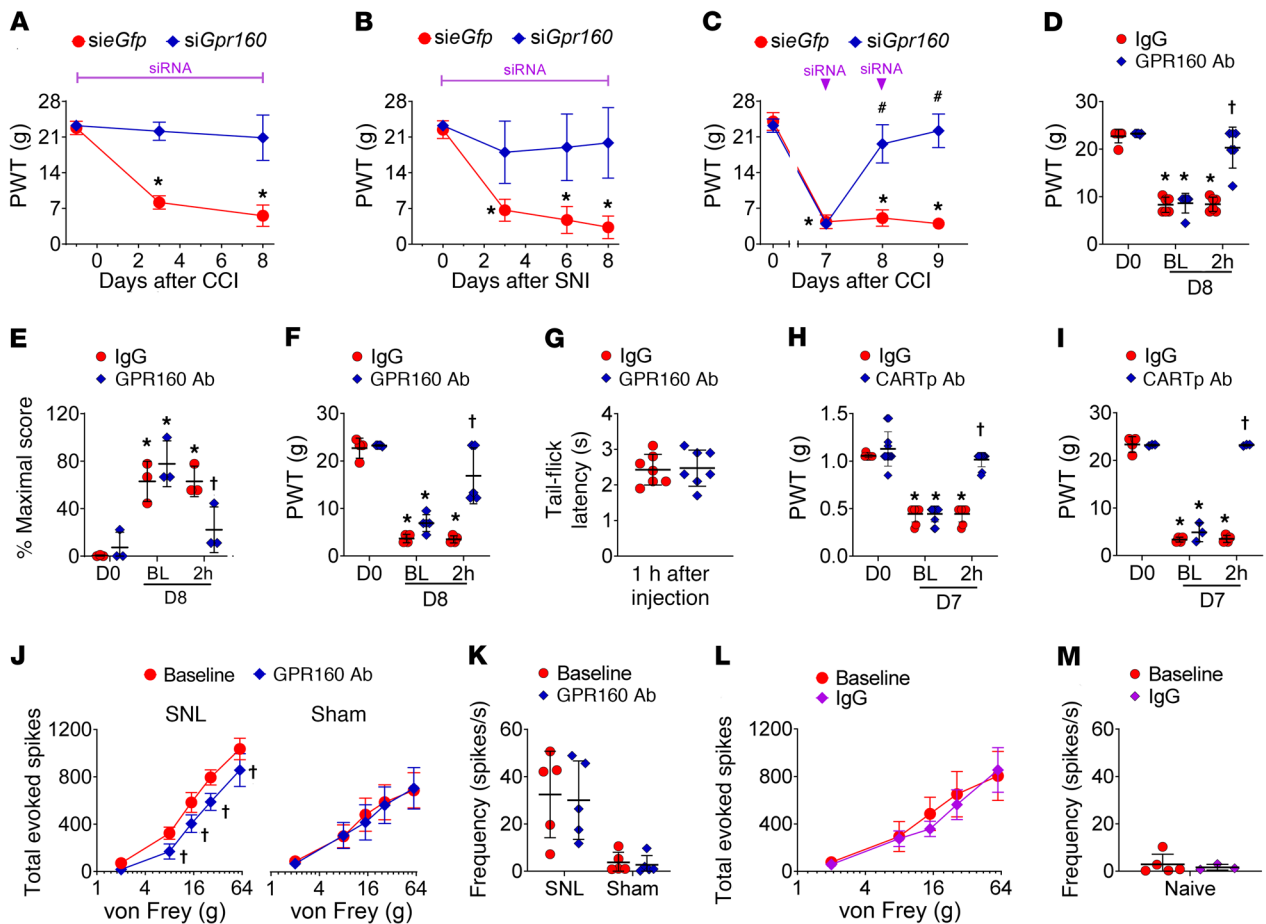 A
sieGfp siGpr160
siRNA
PWT (g)
28
21
14
7
0
* *
0 2 4 6 8
Days after CCI
B
sieGfp siGpr160
siRNA
PWT (g)
28
21
14
7
0
* * *
0 2 4 6 8
Days after SNI
C
sieGfp siGpr160
siRNA siRNA
PWT (g)
28
21
14
7
0
# #
* * *
0 7 8 9
Days after CCI
D
IgG
GPR160 Ab
PWT (g)
30
20
10
0
* * * †
D0 BL 2h
D8
E
IgG
GPR160 Ab
% Maximal score
120
80
40
0
* * * †
D0 BL 2h
D8
F
IgG
GPR160 Ab
PWT (g)
30
20
10
0
* * * †
D0 BL 2h
D8
G
IgG
GPR160 Ab
Tail-flick
latency (s)
4
3
2
1
0
1 h after
injection
H
IgG
CARTp Ab
PWT (g)
1.5
1.0
0.5
0.0
* * * †
D0 BL 2h
D7
I
IgG
CARTp Ab
PWT (g)
30
20
10
0
* * * †
D0 BL 2h
D7
J
Baseline GPR160 Ab
SNL Sham
Total evoked spikes
1200
800
400
0
† † † †
1 4 16 64 1 4 16 64
von Frey (g) von Frey (g)
K
Baseline
GPR160 Ab
Frequency (spikes/s)
60
40
20
0
SNL Sham
L
Baseline
IgG
Total evoked spikes
1200
800
400
0
1 4 16 64
von Frey (g)
M
Baseline
IgG
Frequency (spikes/s)
60
40
20
0
Naive